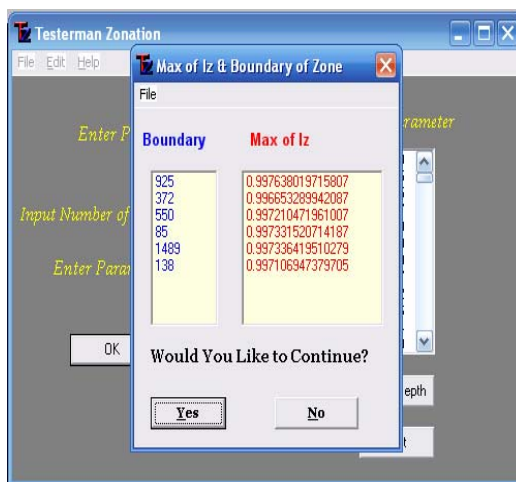 Testerman Zonation
File Edit Help
Max of Iz & Boundary of Zone
File
Enter P
rameter
Boundary Max of Iz
925 0.997638019715807
372 0.996653289942087
550 0.997210471961007
85 0.997331520714187
1489 0.997336419510279
138 0.997106947379705
Input Number of
Enter Para
OK
Would You Like to Continue?
epth
Yes No
t